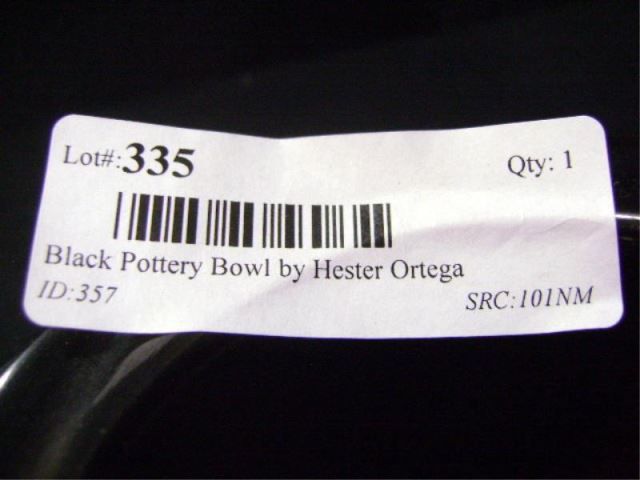 Lot#:335 Qty: 1
Black Pottery Bowl by Hester Ortega
ID:357 SRC:101NM